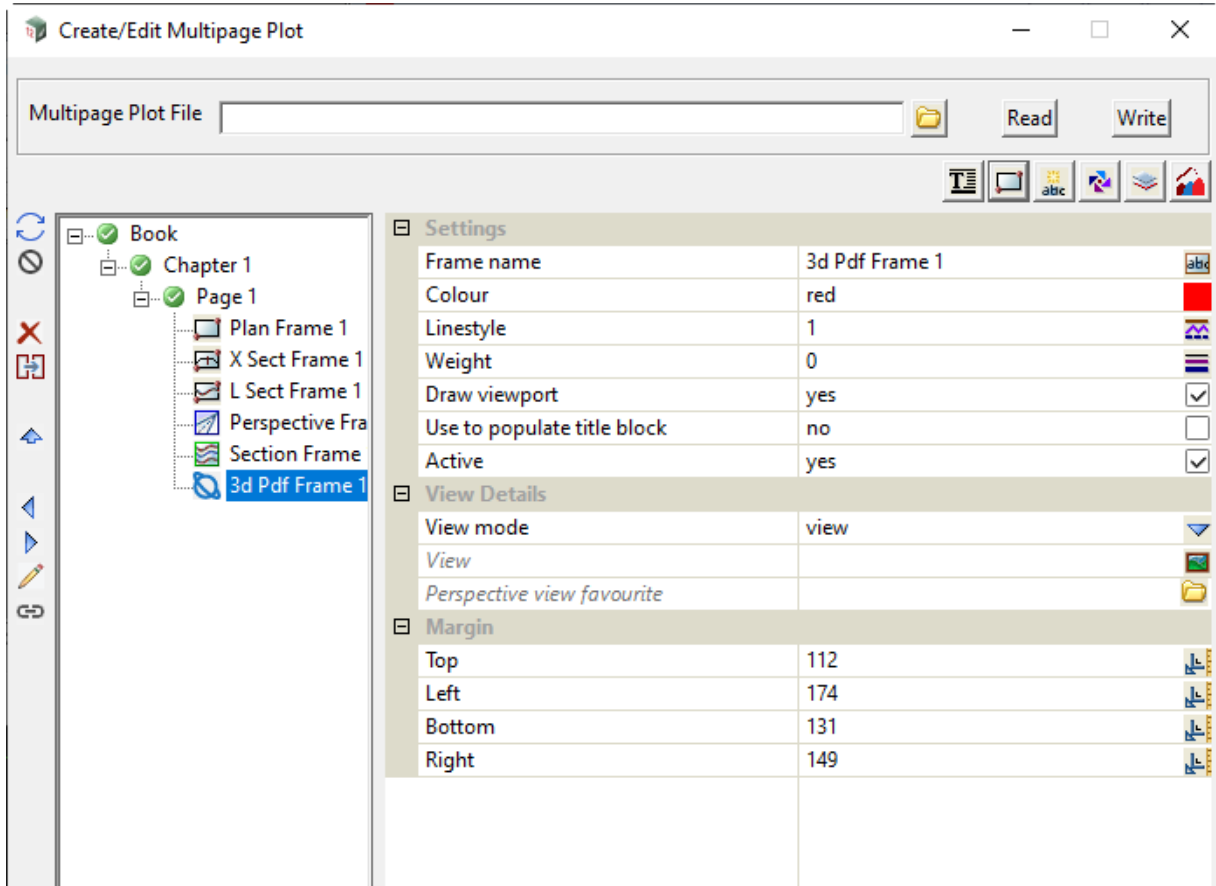 Create/Edit Multipage Plot
Multipage Plot File Read Write
Book
Chapter 1
Page 1
Plan Frame 1
X Sect Frame 1
L Sect Frame 1
Perspective Fra
Section Frame
3d Pdf Frame 1
Settings
Frame name 3d Pdf Frame 1
Colour red
Linestyle 1
Weight 0
Draw viewport yes
Use to populate title block no
Active yes
View Details
View mode view
View
Perspective view favourite
Margin
Top 112
Left 174
Bottom 131
Right 149